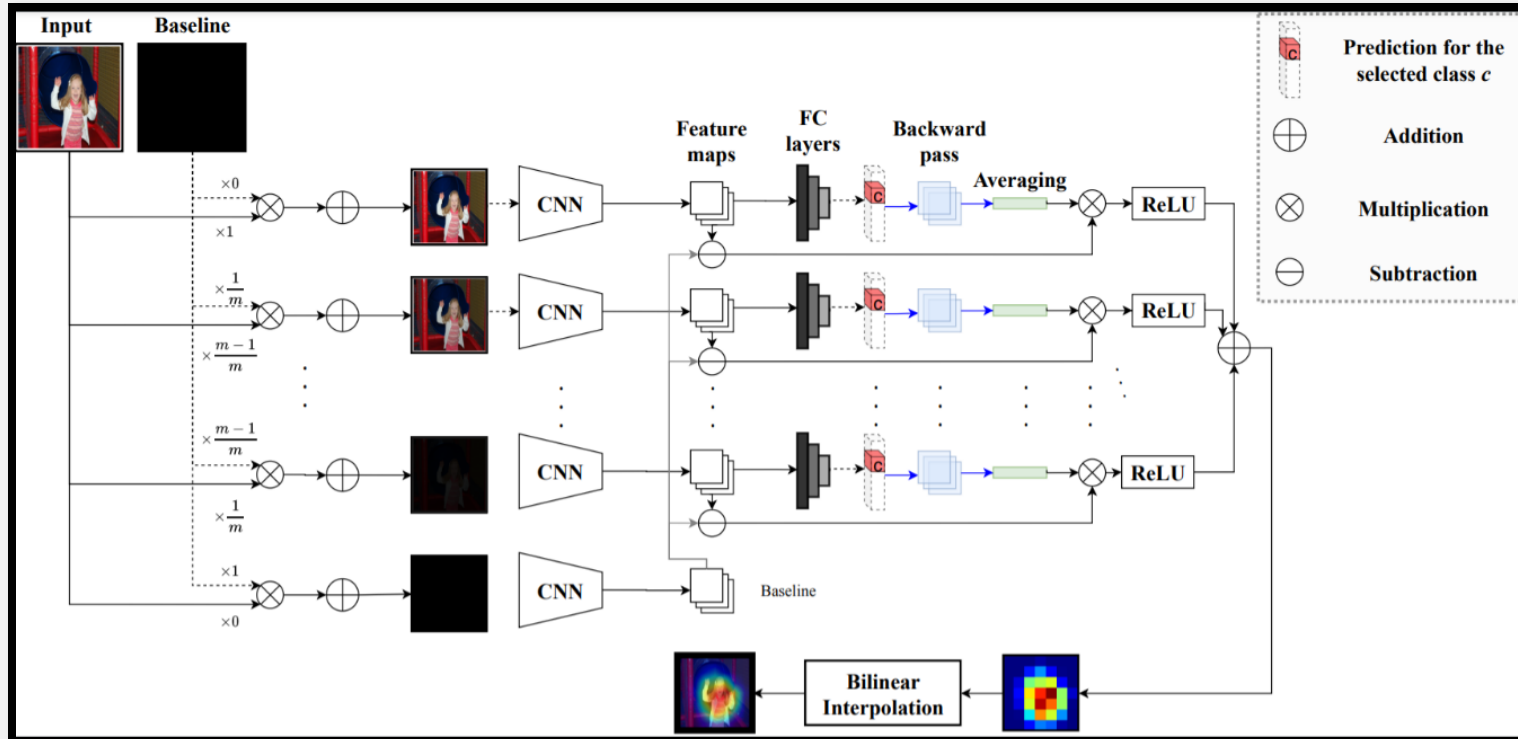 Input
Baseline
Prediction for the
selected class c
Feature
maps
FC
layers
Backward
pass
Averaging
Addition
×0
×1
CNN
C
ReLU
Multiplication
Subtraction
×1/m
×m−1/m
CNN
C
ReLU
×m−1/m
×1/m
CNN
C
ReLU
×1
×0
CNN
Baseline
Bilinear
Interpolation